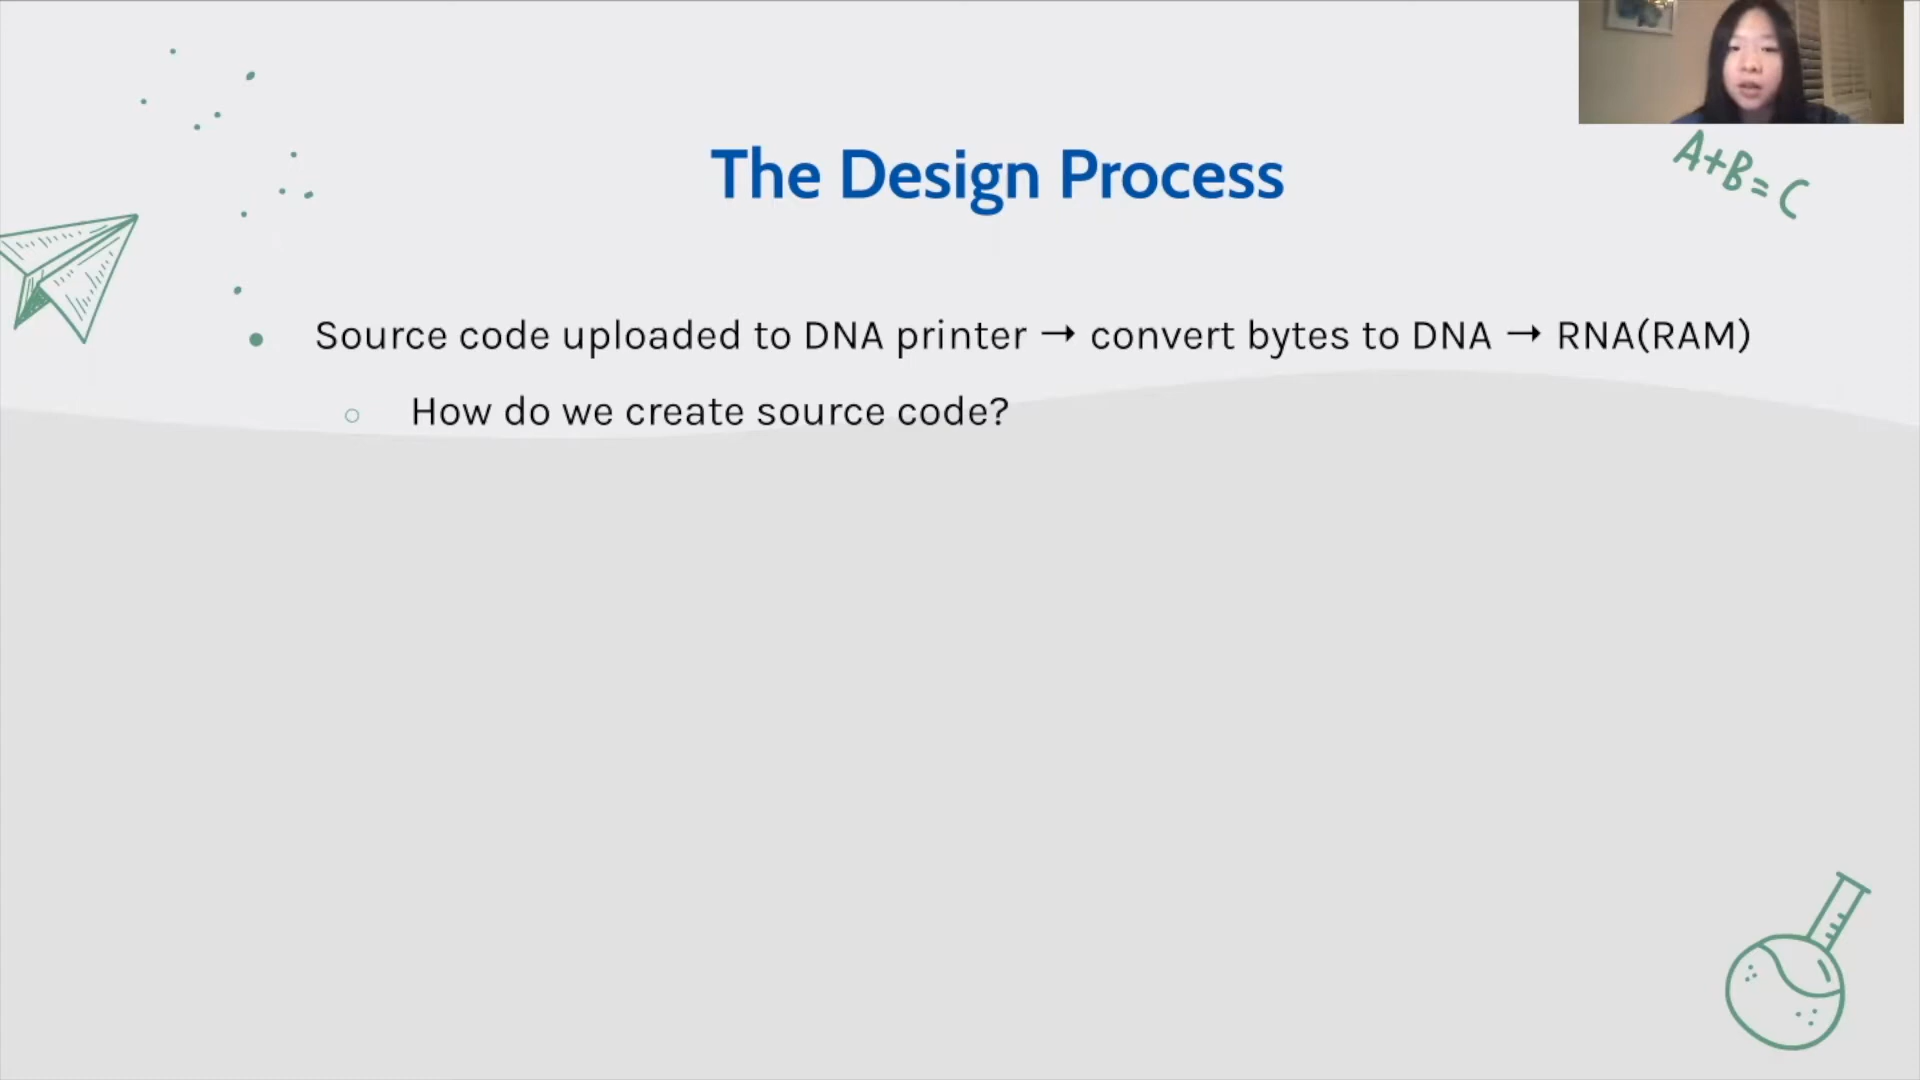 A+B=C
The Design Process
Source code uploaded to DNA printer → convert bytes to DNA → RNA(RAM)
How do we create source code?